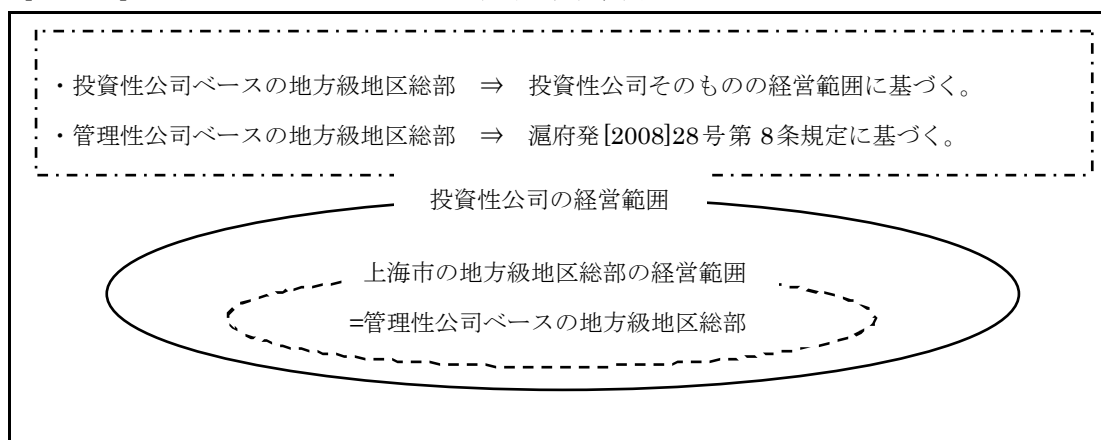 ・投資性公司ベースの地方級地区総部 ⇒ 投資性公司そのものの経営範囲に基づく。
・管理性公司ベースの地方級地区総部 ⇒ 滬府発[2008]28号第 8条規定に基づく。
投資性公司の経営範囲
上海市の地方級地区総部の経営範囲
=管理性公司ベースの地方級地区総部